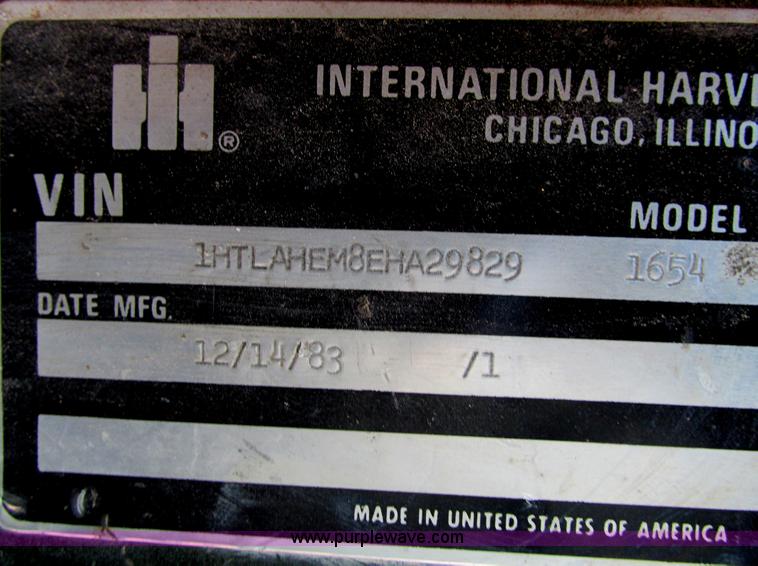 IH®
INTERNATIONAL HARV
CHICAGO, ILLINO
VIN
MODEL
1HTLAHEM8EHA29829 1654
DATE MFG.
12/14/83 /1
MADE IN UNITED STATES OF AMERICA
www.purplewave.com